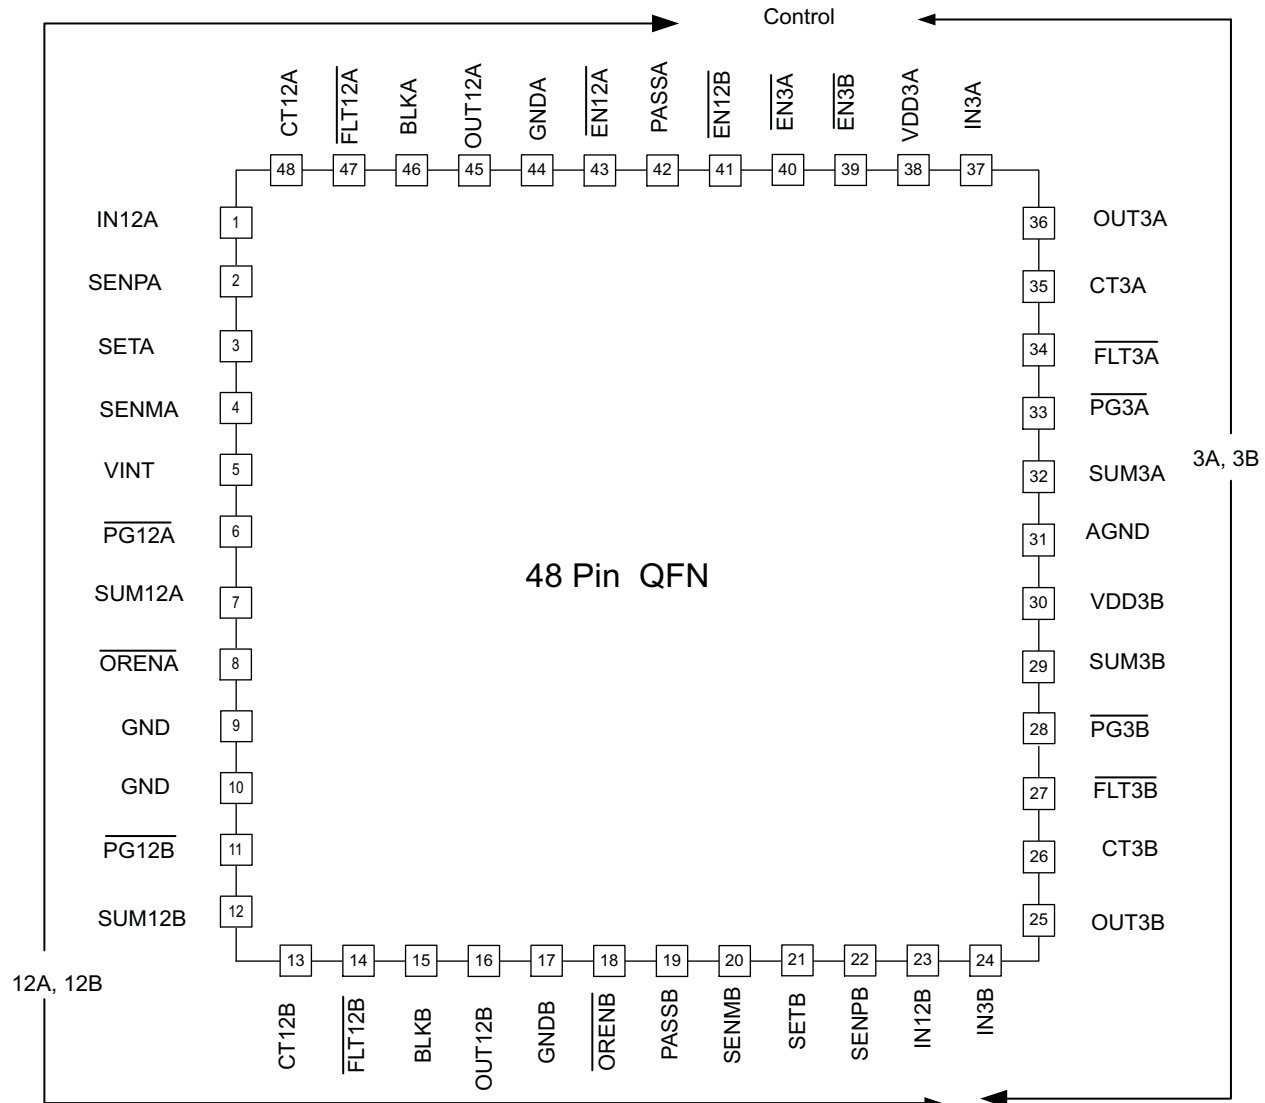 Control
CT12A
FLT12A
BLKA
OUT12A
GNDA
EN12A
PASSA
EN12B
EN3A
EN3B
VDD3A
IN3A
48 47 46 45 44 43 42 41 40 39 38 37
IN12A 1
SENPA 2
SETA 3
SENMA 4
VINT 5
PG12A 6
SUM12A 7
ORENA 8
GND 9
GND 10
PG12B 11
SUM12B 12
12A, 12B
48 Pin QFN
36 OUT3A
35 CT3A
34 FLT3A
33 PG3A
32 SUM3A
31 AGND
30 VDD3B
29 SUM3B
28 PG3B
27 FLT3B
26 CT3B
25 OUT3B
3A, 3B
13 14 15 16 17 18 19 20 21 22 23 24
CT12B
FLT12B
BLKB
OUT12B
GNDB
ORENB
PASSB
SENMB
SETB
SENPB
IN12B
IN3B